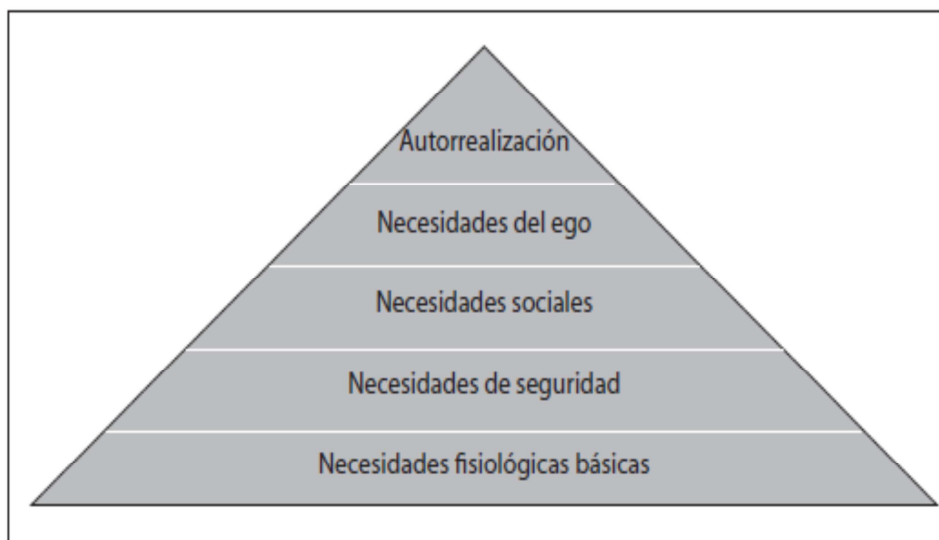 Autorrealización
Necesidades del ego
Necesidades sociales
Necesidades de seguridad
Necesidades fisiológicas básicas